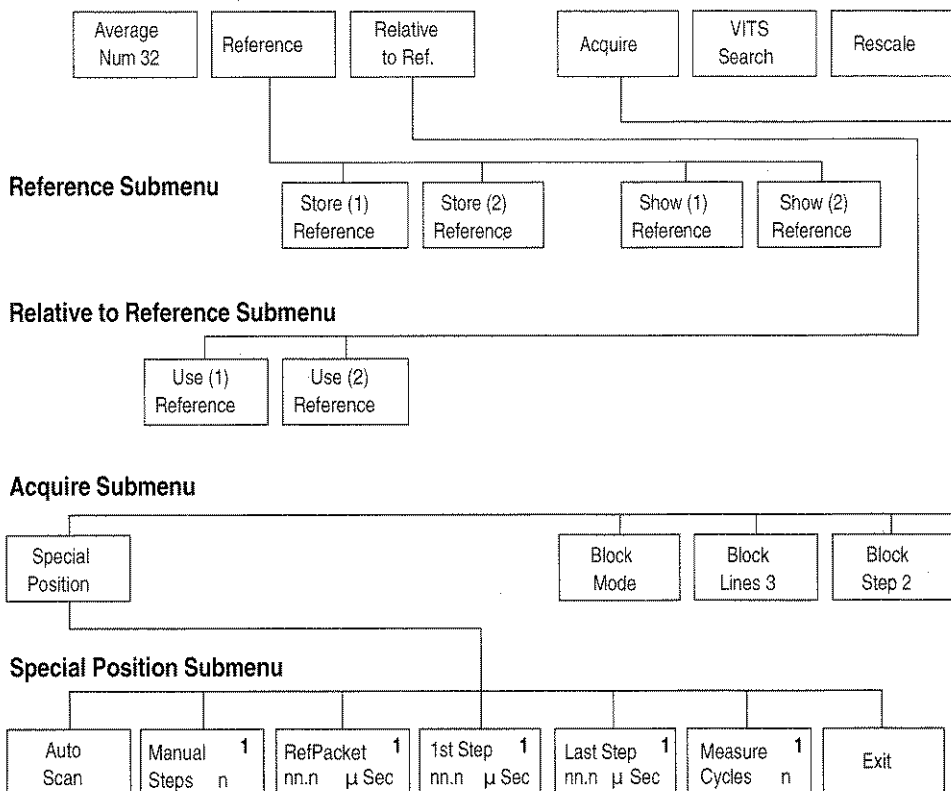 Average
Num 32
Reference
Relative
to Ref.
Acquire
VITS
Search
Rescale
Reference Submenu
Store (1)
Reference
Store (2)
Reference
Show (1)
Reference
Show (2)
Reference
Relative to Reference Submenu
Use (1)
Reference
Use (2)
Reference
Acquire Submenu
Special
Position
Block
Mode
Block
Lines 3
Block
Step 2
Special Position Submenu
Auto
Scan
Manual 1
Steps n
RefPacket 1
nn.n µ Sec
1st Step 1
nn.n µ Sec
Last Step 1
nn.n µ Sec
Measure 1
Cycles n
Exit